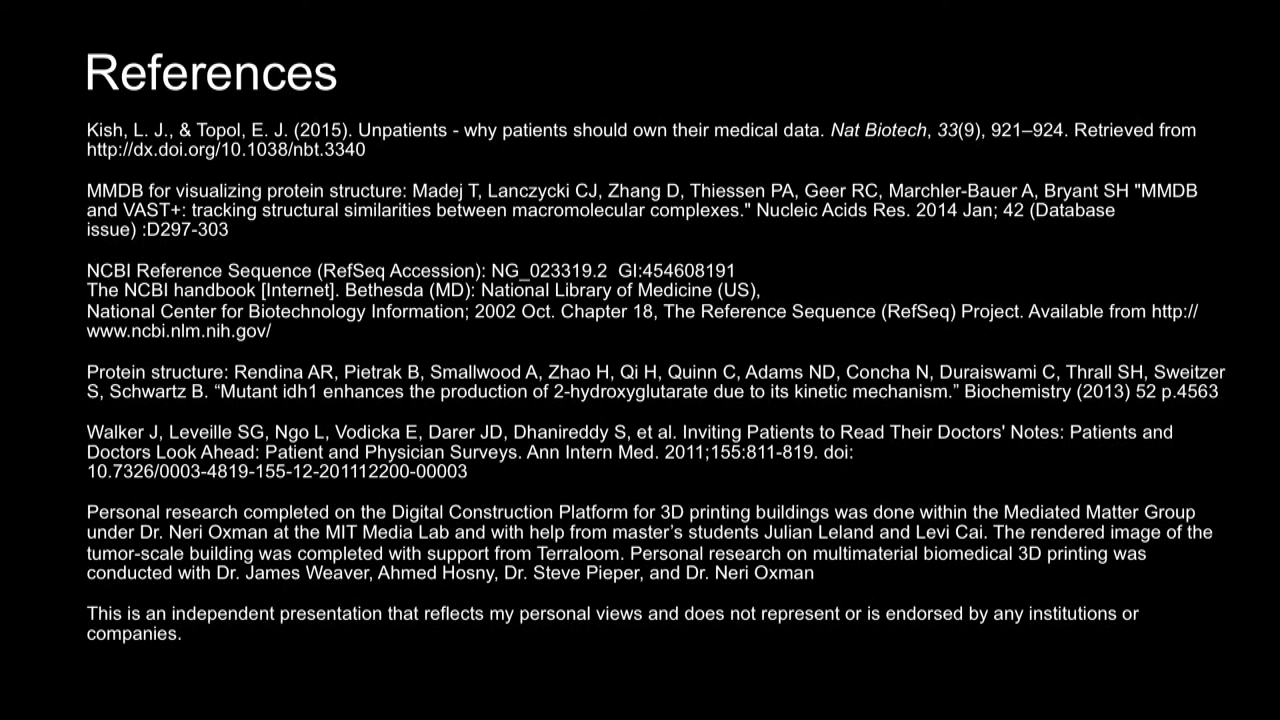 References
Kish, L. J., & Topol, E. J. (2015). Unpatients - why patients should own their medical data. Nat Biotech, 33(9), 921–924. Retrieved from
http://dx.doi.org/10.1038/nbt.3340
MMDB for visualizing protein structure: Madej T, Lanczycki CJ, Zhang D, Thiessen PA, Geer RC, Marchler-Bauer A, Bryant SH "MMDB
and VAST+: tracking structural similarities between macromolecular complexes." Nucleic Acids Res. 2014 Jan; 42 (Database
issue) :D297-303
NCBI Reference Sequence (RefSeq Accession): NG_023319.2  GI:454608191
The NCBI handbook [Internet]. Bethesda (MD): National Library of Medicine (US),
National Center for Biotechnology Information; 2002 Oct. Chapter 18, The Reference Sequence (RefSeq) Project. Available from http://
www.ncbi.nlm.nih.gov/
Protein structure: Rendina AR, Pietrak B, Smallwood A, Zhao H, Qi H, Quinn C, Adams ND, Concha N, Duraiswami C, Thrall SH, Sweitzer
S, Schwartz B. “Mutant idh1 enhances the production of 2-hydroxyglutarate due to its kinetic mechanism.” Biochemistry (2013) 52 p.4563
Walker J, Leveille SG, Ngo L, Vodicka E, Darer JD, Dhanireddy S, et al. Inviting Patients to Read Their Doctors' Notes: Patients and
Doctors Look Ahead: Patient and Physician Surveys. Ann Intern Med. 2011;155:811-819. doi:
10.7326/0003-4819-155-12-201112200-00003
Personal research completed on the Digital Construction Platform for 3D printing buildings was done within the Mediated Matter Group
under Dr. Neri Oxman at the MIT Media Lab and with help from master’s students Julian Leland and Levi Cai. The rendered image of the
tumor-scale building was completed with support from Terraloom. Personal research on multimaterial biomedical 3D printing was
conducted with Dr. James Weaver, Ahmed Hosny, Dr. Steve Pieper, and Dr. Neri Oxman
This is an independent presentation that reflects my personal views and does not represent or is endorsed by any institutions or
companies.